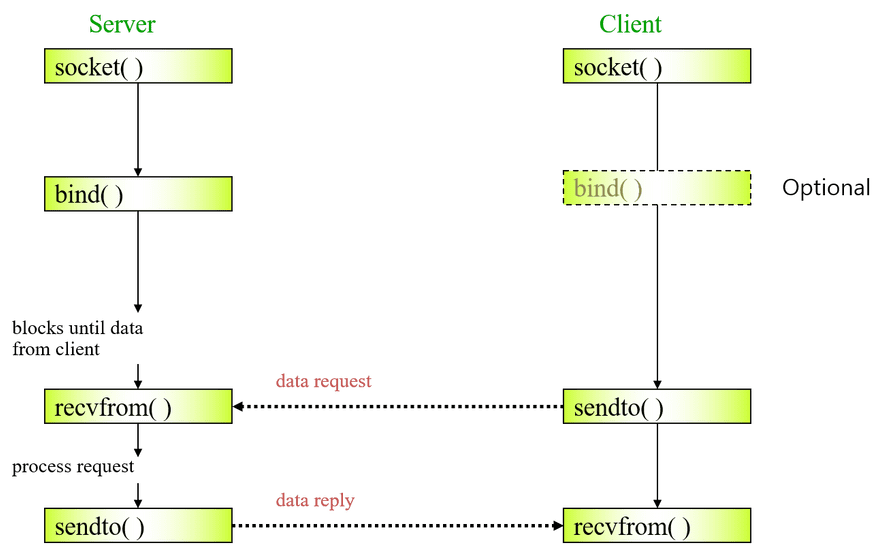 Server
Client
socket( )
socket( )
bind( )
bind( )
Optional
blocks until data
from client
data request
recvfrom( )
sendto( )
process request
data reply
sendto( )
recvfrom( )